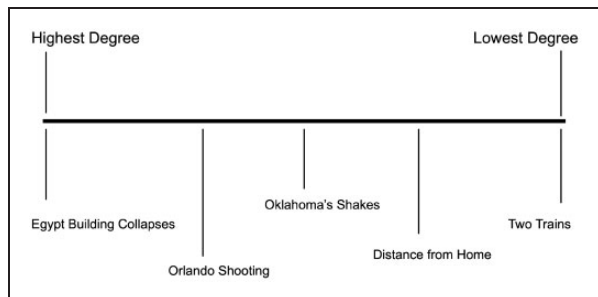 Highest Degree
Lowest Degree
Egypt Building Collapses
Orlando Shooting
Oklahoma's Shakes
Distance from Home
Two Trains